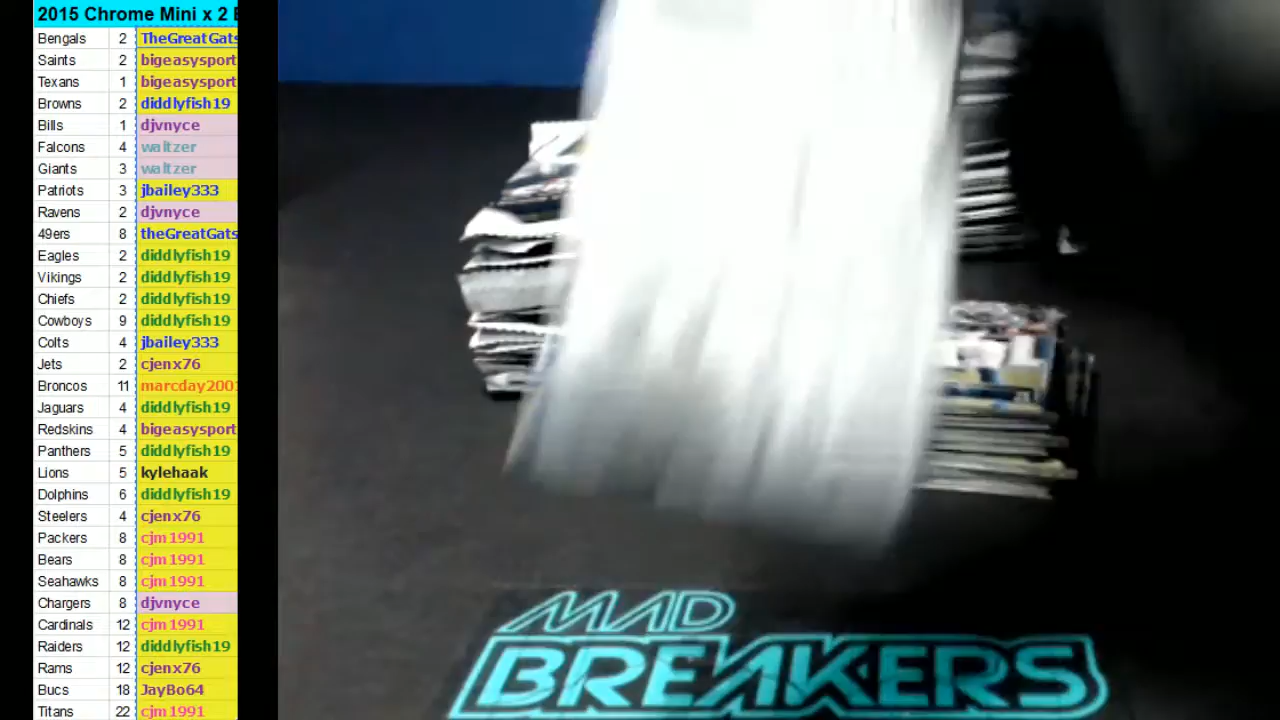 2015 Chrome Mini x 2
Bengals 2 TheGreatGats
Saints 2 bigeasysport
Texans 1 bigeasysport
Browns 2 diddlyfish19
Bills 1 djvnyce
Falcons 4 waltzer
Giants 3 waltzer
Patriots 3 jbailey333
Ravens 2 djvnyce
49ers 8 theGreatGats
Eagles 2 diddlyfish19
Vikings 2 diddlyfish19
Chiefs 2 diddlyfish19
Cowboys 9 diddlyfish19
Colts 4 jbailey333
Jets 2 cjenx76
Broncos 11 marcday200
Jaguars 4 diddlyfish19
Redskins 4 bigeasysport
Panthers 5 diddlyfish19
Lions 5 kylehaak
Dolphins 6 diddlyfish19
Steelers 4 cjenx76
Packers 8 cjm1991
Bears 8 cjm1991
Seahawks 8 cjm1991
Chargers 8 djvnyce
Cardinals 12 cjm1991
Raiders 12 diddlyfish19
Rams 12 cjenx76
Bucs 18 JayBo64
Titans 22 cjm1991
MAD
BREAKERS